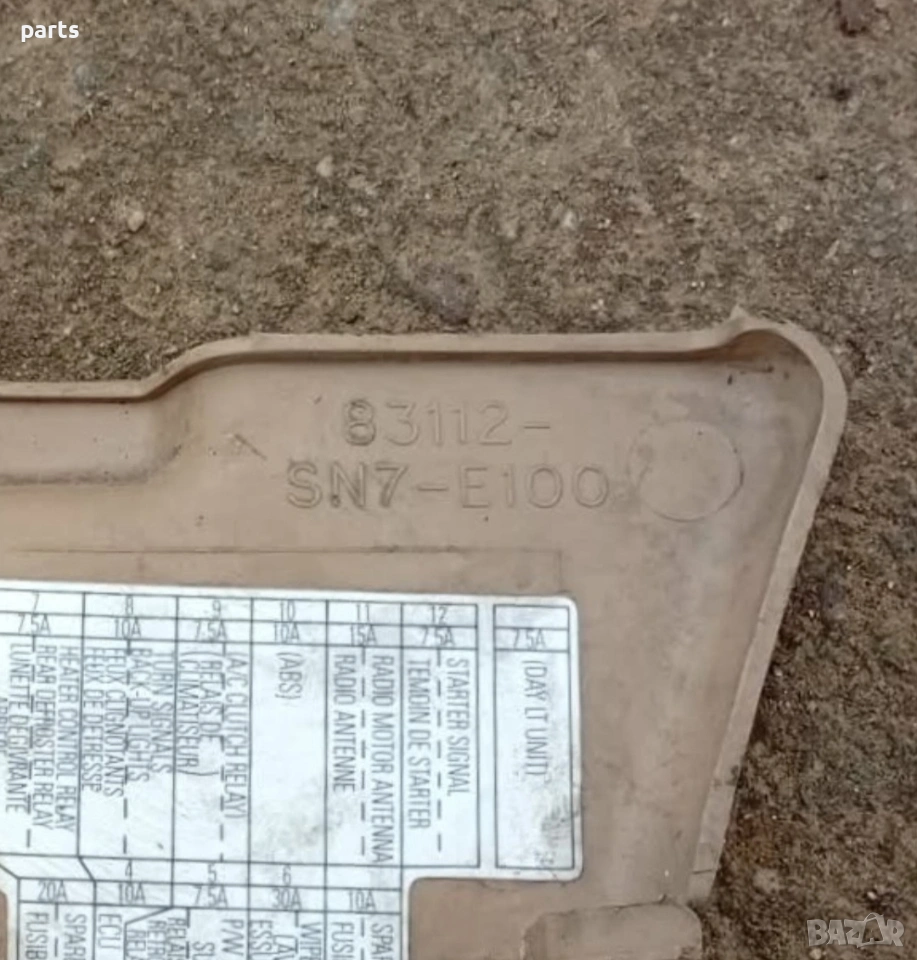 parts
83112-
SN7-E100
7 8 9 10 11 12
7.5A 10A 7.5A 10A 15A 7.5A 7.5A
(DAY LT UNIT)
STARTER SIGNAL
TEMOIN DE STARTER
RADIO MOTOR ANTENNA
RADIO ANTENNE
(ABS)
(A/C CLUTCH RELAY)
(RELAIS DE
CLIMATISEUR)
TURN SIGNALS
BACK-UP LIGHTS
FEUX CLIGNOTANTS
FEUX DE DETRESSE
HEATER CONTROL RELAY
REAR DEFROSTER RELAY
LUNETTE DEGIVRANTE
4 5 6
20A 10A 7.5A 30A 10A
ECU
P/W
BAZAR